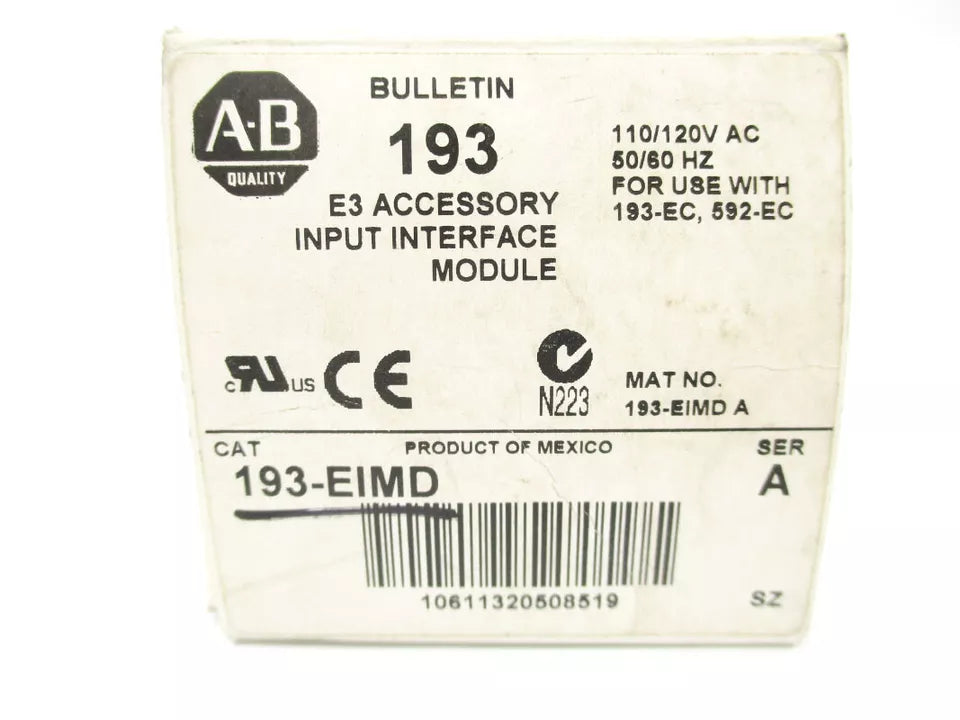 A-B
QUALITY
BULLETIN
193
E3 ACCESSORY
INPUT INTERFACE
MODULE
110/120V AC
50/60 HZ
FOR USE WITH
193-EC, 592-EC
c RU US CE
N223
MAT NO.
193-EIMD A
CAT
PRODUCT OF MEXICO
SER
193-EIMD
A
10611320508519
SZ